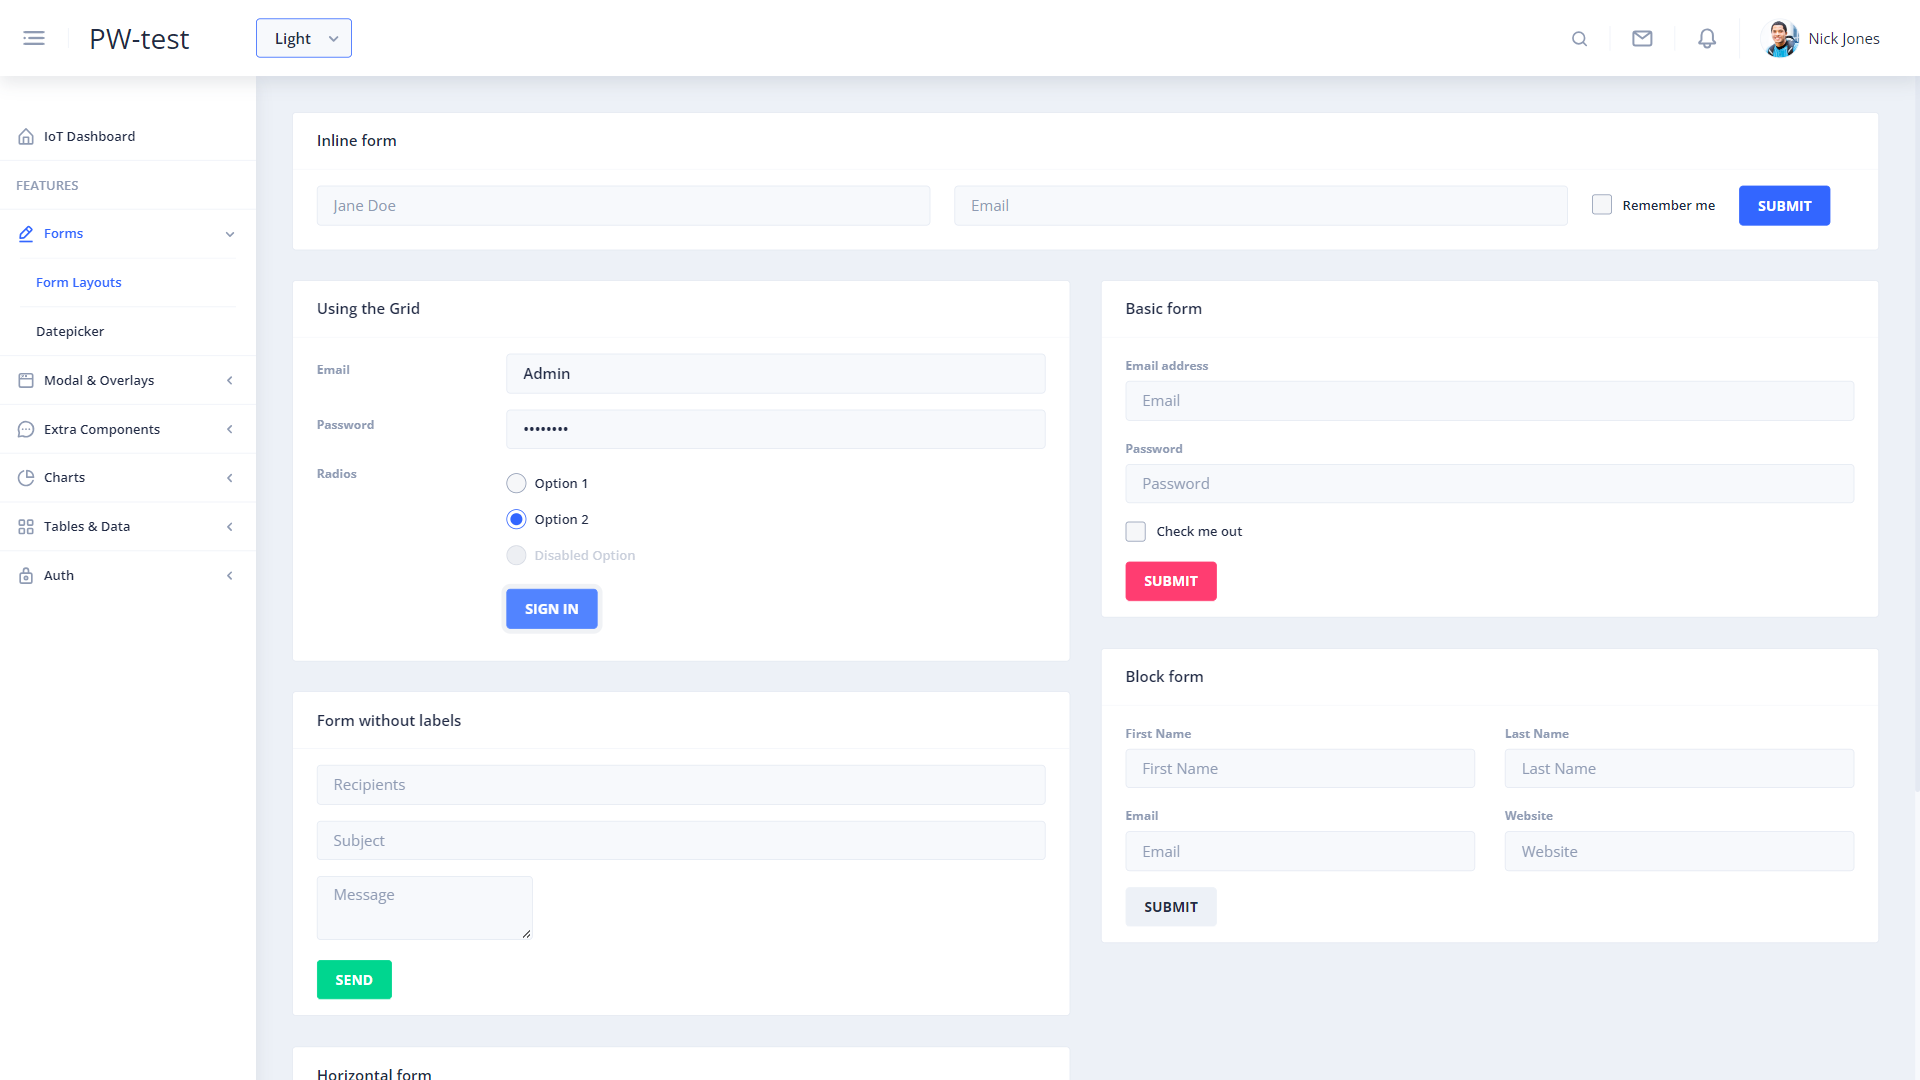 PW-test
Light
Nick Jones
IoT Dashboard
FEATURES
Forms
Form Layouts
Datepicker
Modal & Overlays
Extra Components
Charts
Tables & Data
Auth
Inline form
Jane Doe
Email
Remember me
SUBMIT
Using the Grid
Email
Admin
Password
••••••••
Radios
Option 1
Option 2
Disabled Option
SIGN IN
Form without labels
Recipients
Subject
Message
SEND
Horizontal form
Basic form
Email address
Email
Password
Password
Check me out
SUBMIT
Block form
First Name
Last Name
First Name
Last Name
Email
Website
Email
Website
SUBMIT